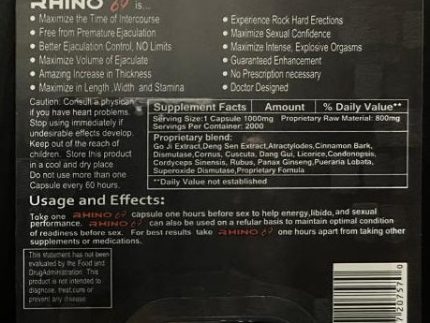 RHINO 69 is...
• Maximize the Time of Intercourse
• Free from Premature Ejaculation
• Better Ejaculation Control, NO Limits
• Maximize Volume of Ejaculate
• Amazing Increase in Thickness
• Maximize in Length, Width and Stamina
• Experience Rock Hard Erections
• Maximize Sexual Confidence
• Maximize Intense, Explosive Orgasms
• Guaranteed Enhancement
• No Prescription necessary
• Doctor Designed
Caution: Consult a physican
if you have heart problems.
Stop using immediately if
undesirable effects develop.
Keep out of the reach of
children. Store this product
in a cool and dry place
Do not use more than one
Capsule every 60 hours.
Supplement Facts Amount % Daily Value**
Serving Size:1 Capsule 1000mg Proprietary Raw Material: 800mg
Servings Per Container: 2000
Proprietary blend:
Go Ji Extract,Deng Sen Extract,Atractylodes,Cinnamon Bark,
Dismutase,Cornus, Cuscuta, Dang Gui, Licorice,Condonopsis,
Cordyceps Sinensis, Rubus, Panax Ginseng,Pueraria Lobata,
Superoxide Dismutase,Proprietary Fomula
**Daily Value not established
Usage and Effects:
Take one RHINO 69 capsule one hours before sex to help energy,libido, and sexual
performance. RHINO 69 can also be used on a refular basis to maintain optimal condition
of readiness before sex. For best results take RHINO 69 one hours apart from taking other
supplements or medications.
This statement has not been
evaluated by the Food and
DrugAdministration. This
product is not intended to
diagnose, treat,cure or
prevent any disease.